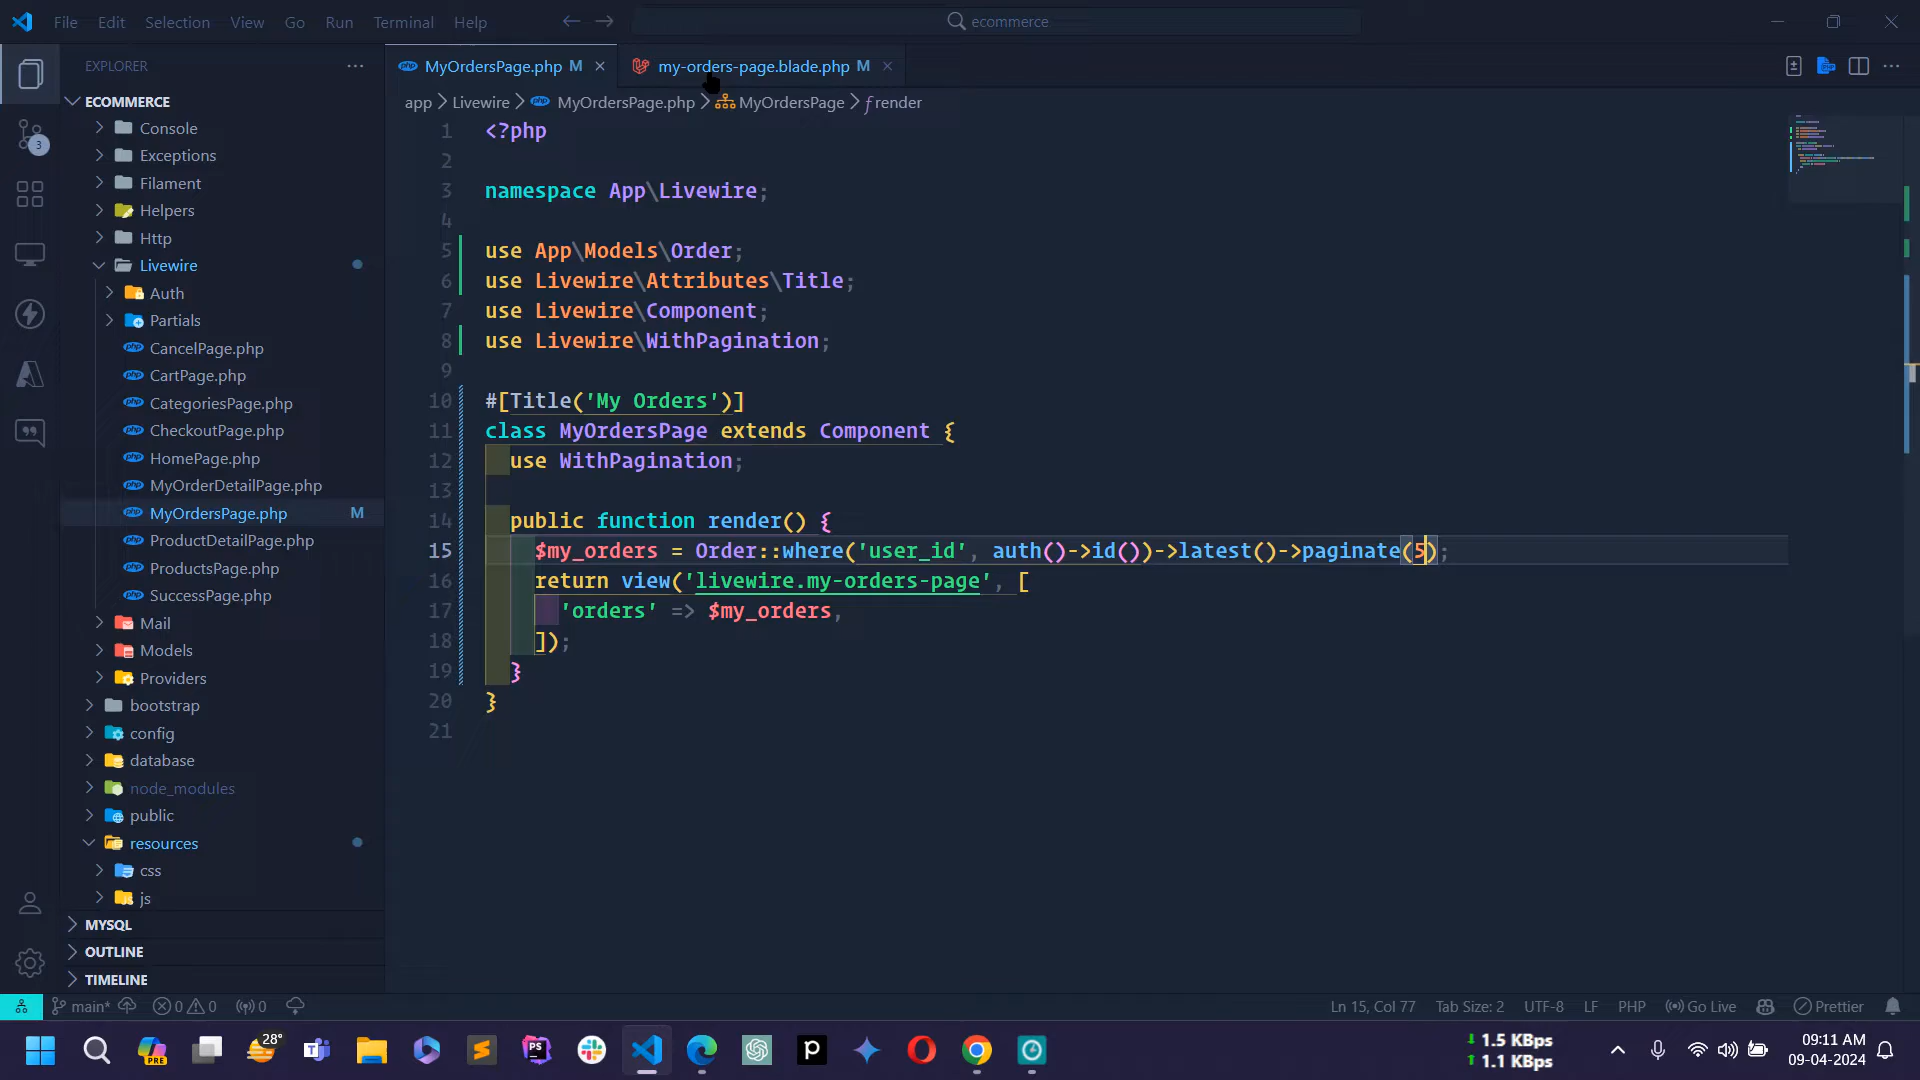 File Edit Selection View Go Run Terminal Help
ecommerce
EXPLORER
ECOMMERCE
Console
Exceptions
Filament
Helpers
Http
Livewire
Auth
Partials
CancelPage.php
CartPage.php
CategoriesPage.php
CheckoutPage.php
HomePage.php
MyOrderDetailPage.php
MyOrdersPage.php M
ProductDetailPage.php
ProductsPage.php
SuccessPage.php
Mail
Models
Providers
bootstrap
config
database
node_modules
public
resources
css
js
MYSQL
OUTLINE
TIMELINE
3
php MyOrdersPage.php M
my-orders-page.blade.php M
app > Livewire > php MyOrdersPage.php > MyOrdersPage > render
1 <?php
2
3 namespace App\Livewire;
4
5 use App\Models\Order;
6 use Livewire\Attributes\Title;
7 use Livewire\Component;
8 use Livewire\WithPagination;
9
10 #[Title('My Orders')]
11 class MyOrdersPage extends Component {
12 use WithPagination;
13
14 public function render() {
15 $my_orders = Order::where('user_id', auth()->id())->latest()->paginate(5);
16 return view('livewire.my-orders-page', [
17 'orders' => $my_orders,
18 ]);
19 }
20 }
21
main* 0 0 0
Ln 15, Col 77 Tab Size: 2 UTF-8 LF PHP Go Live Prettier
PRE
28°
PS
P
1.5 KBps
1.1 KBps
09:11 AM
09-04-2024